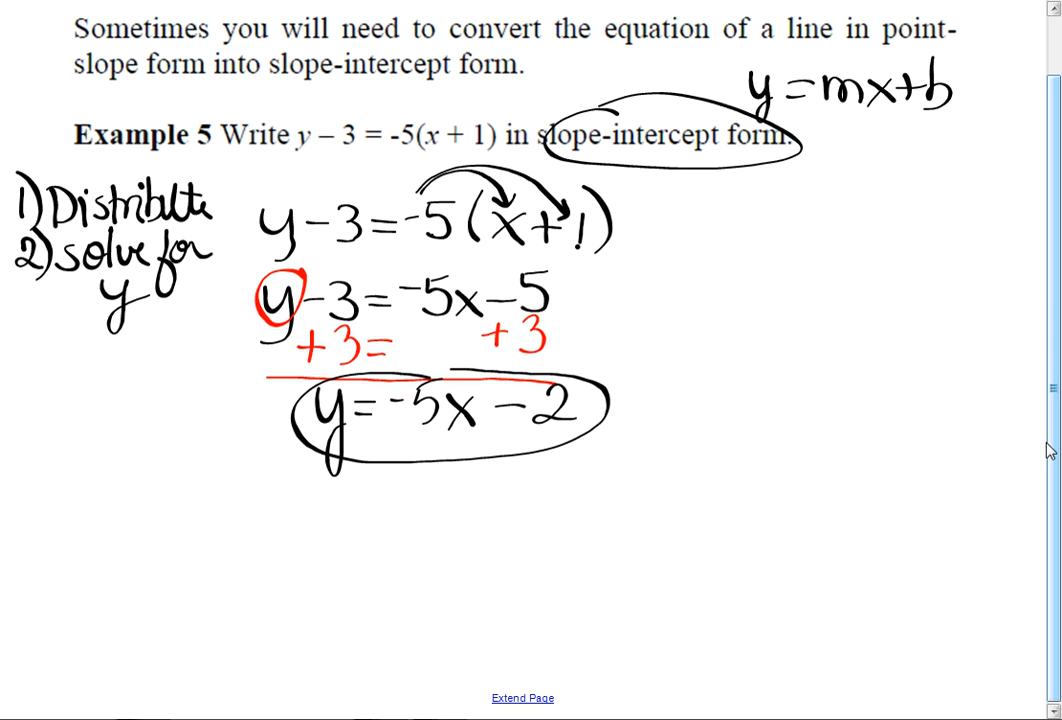 Sometimes you will need to convert the equation of a line in point-
slope form into slope-intercept form.
y = mx + b
Example 5 Write y – 3 = -5(x + 1) in slope-intercept form.
1) Distribute
y - 3 = -5 (x + 1)
2) solve for
y
y - 3 = -5x - 5
+ 3 = + 3
y = -5x - 2
Extend Page